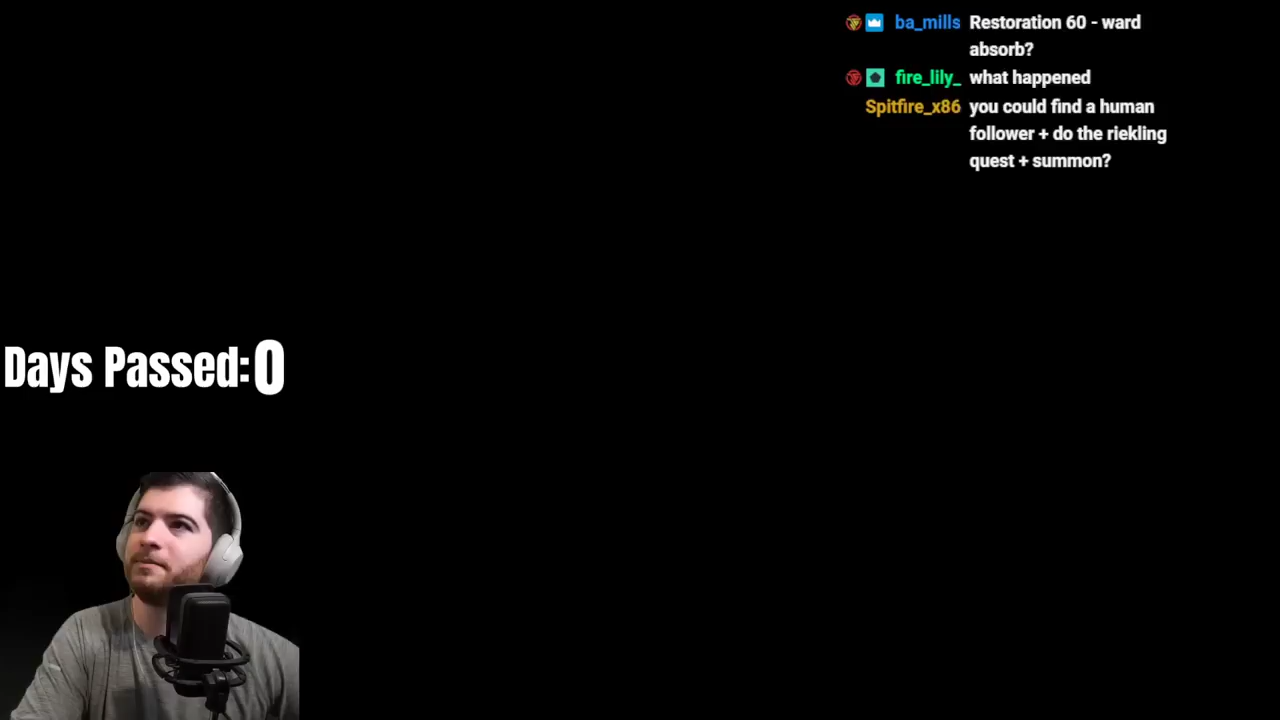 ba_mills Restoration 60 - ward
absorb?
fire_lily_ what happened
Spitfire_x86 you could find a human
follower + do the riekling
quest + summon?
Days Passed:0